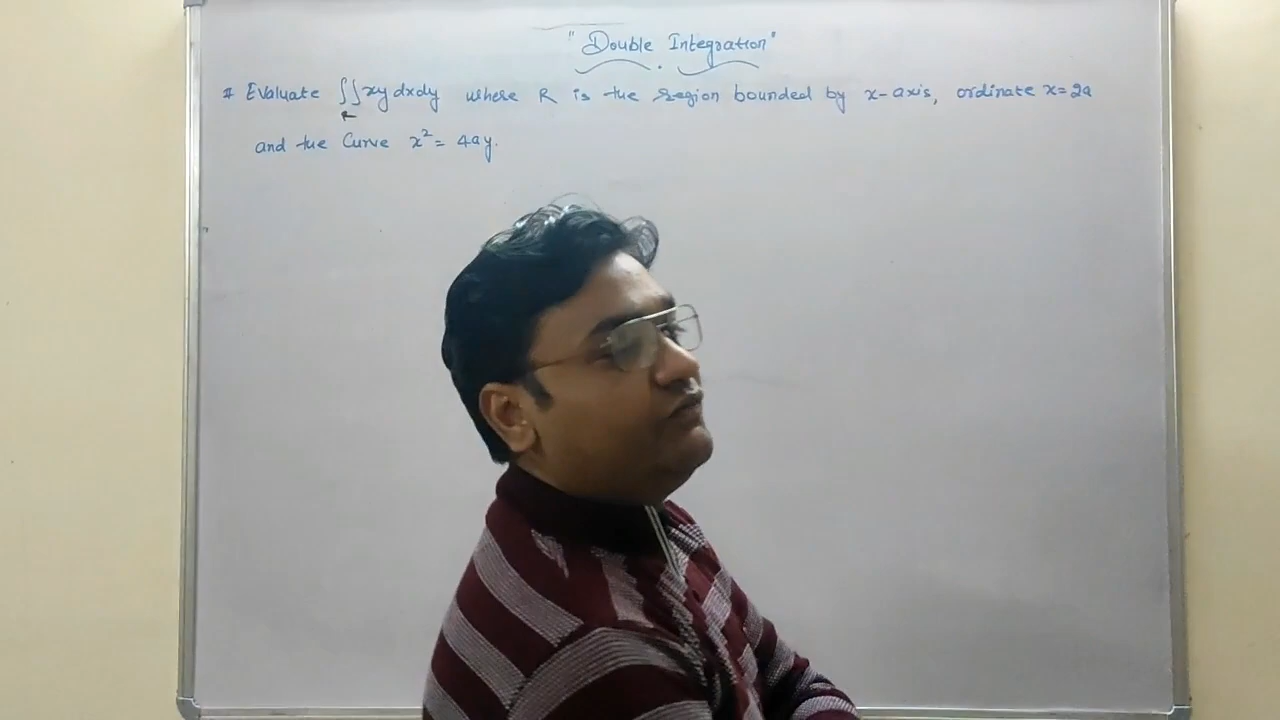 "Double Integration"
# Evaluate ∬_R xy dxdy where R is the region bounded by x-axis, ordinate x=2a
and the Curve x² = 4ay.